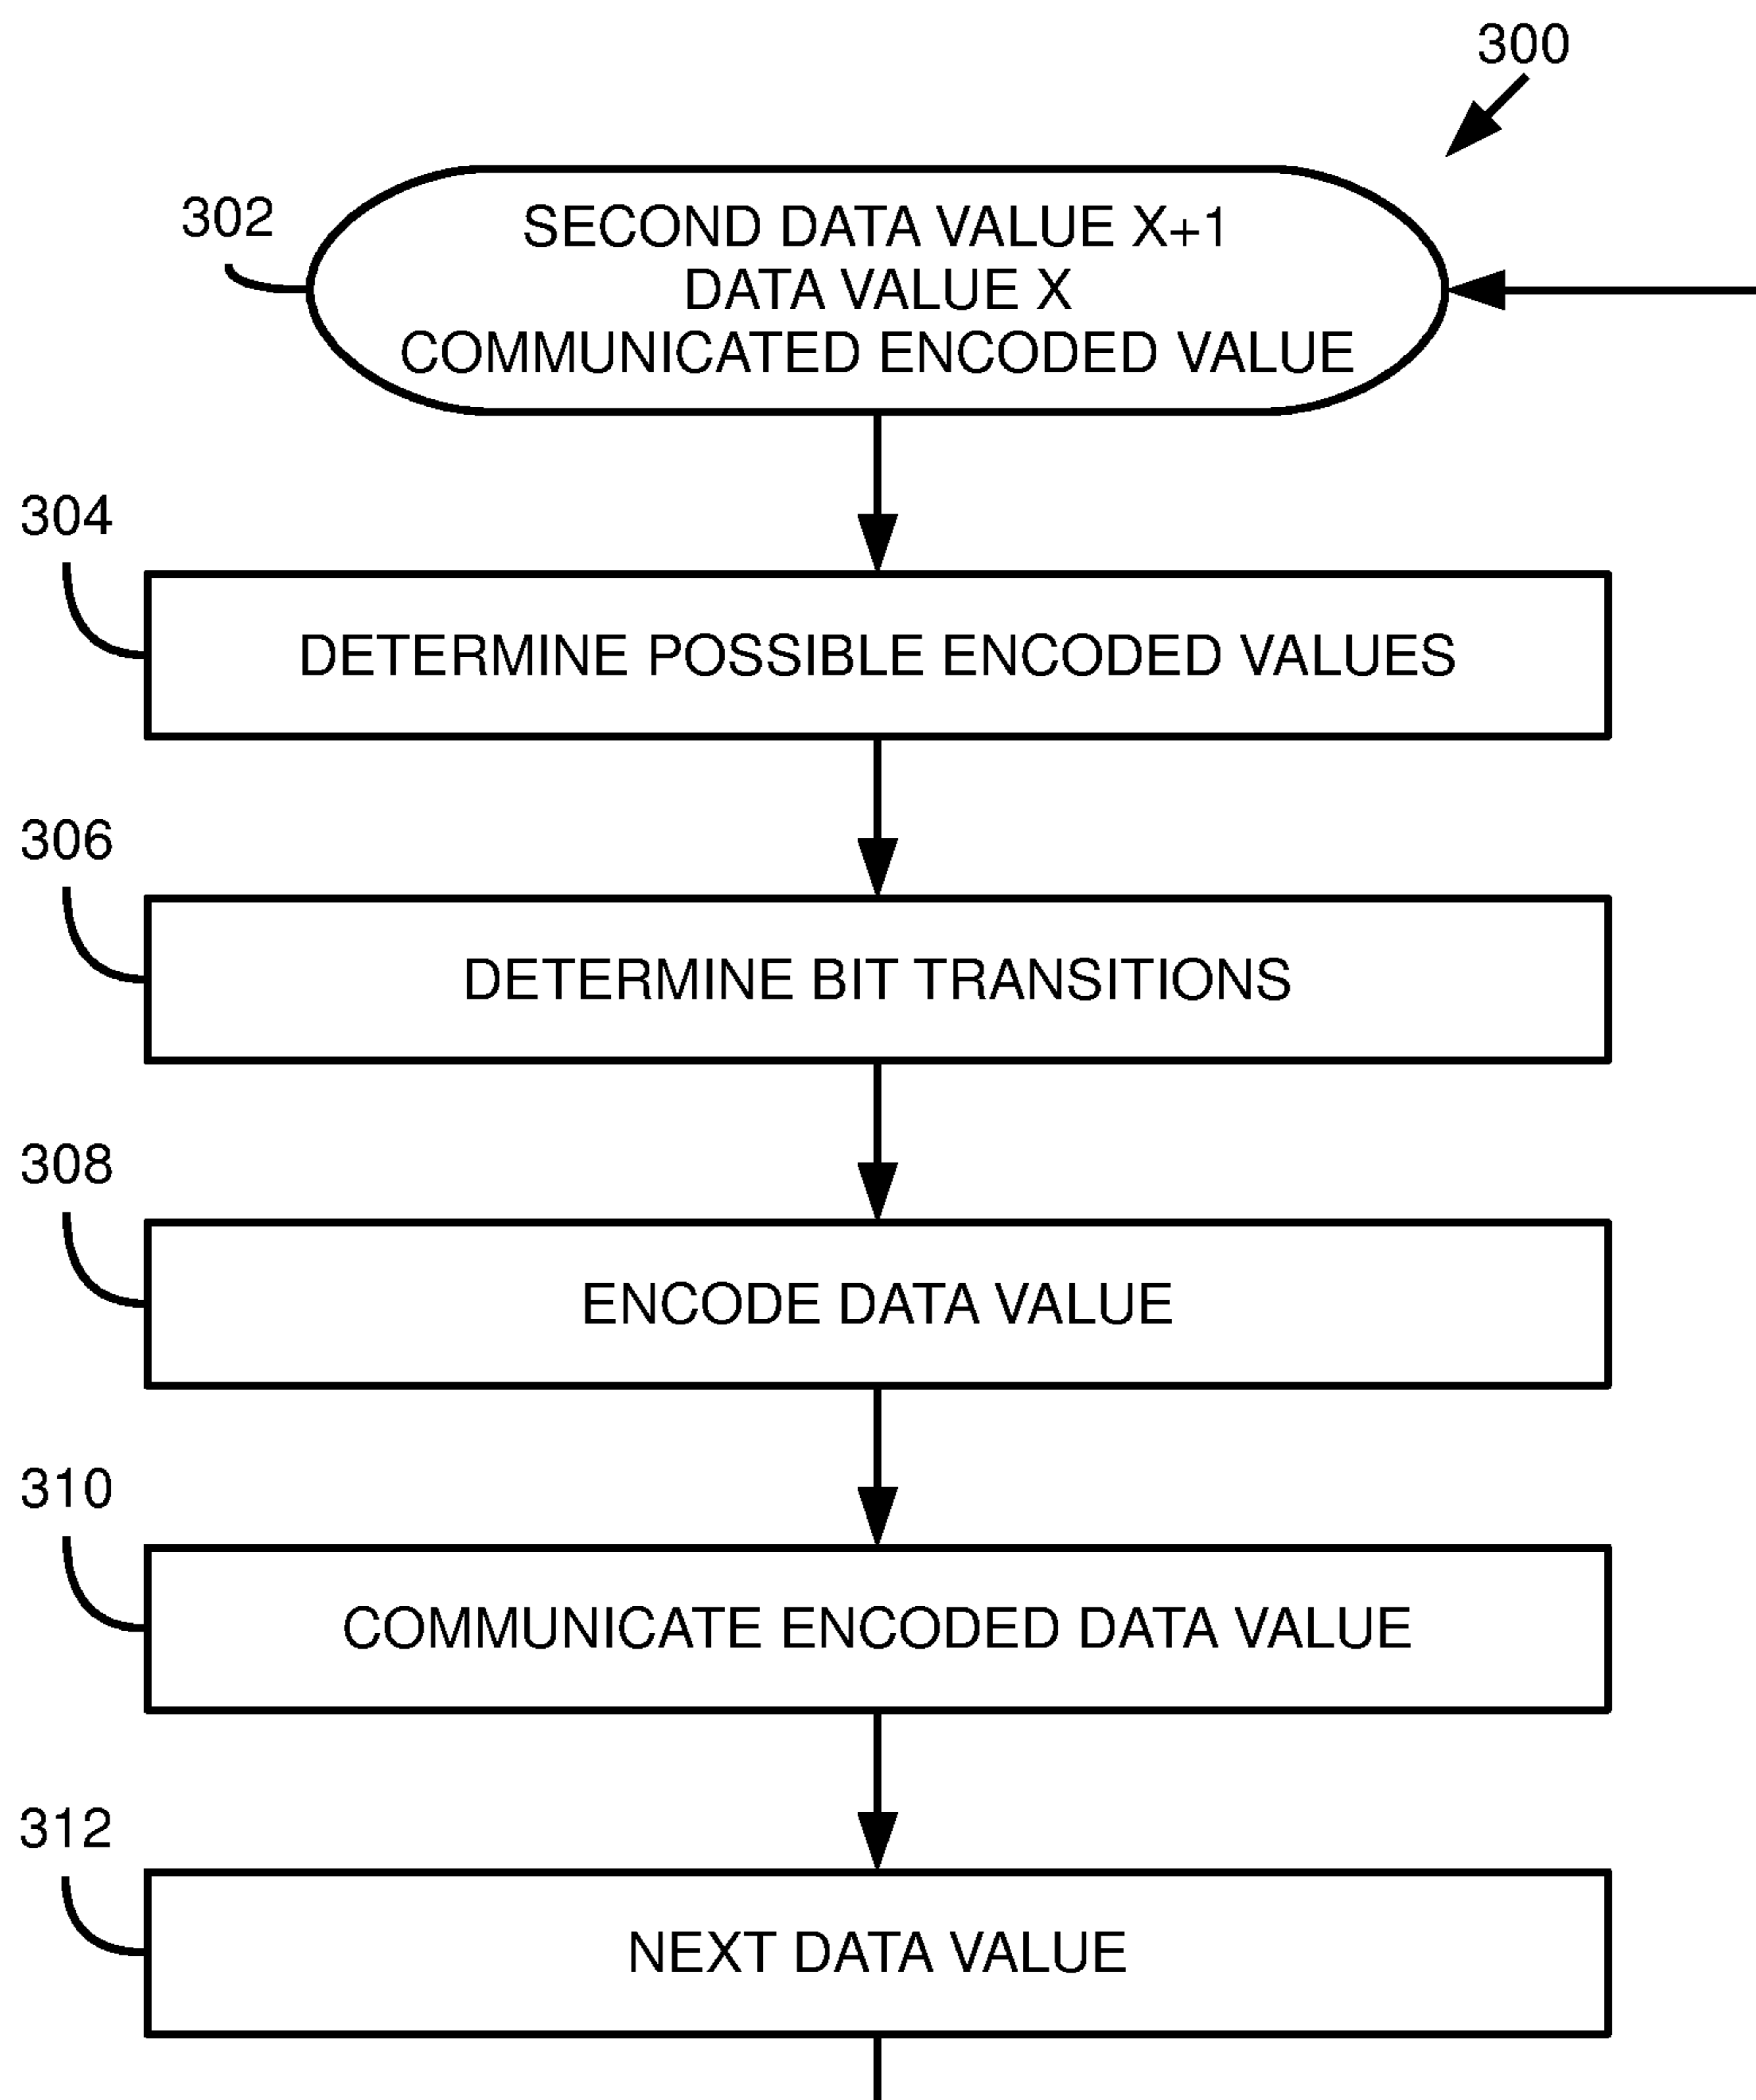 300
302
SECOND DATA VALUE X+1
DATA VALUE X
COMMUNICATED ENCODED VALUE
304
DETERMINE POSSIBLE ENCODED VALUES
306
DETERMINE BIT TRANSITIONS
308
ENCODE DATA VALUE
310
COMMUNICATE ENCODED DATA VALUE
312
NEXT DATA VALUE